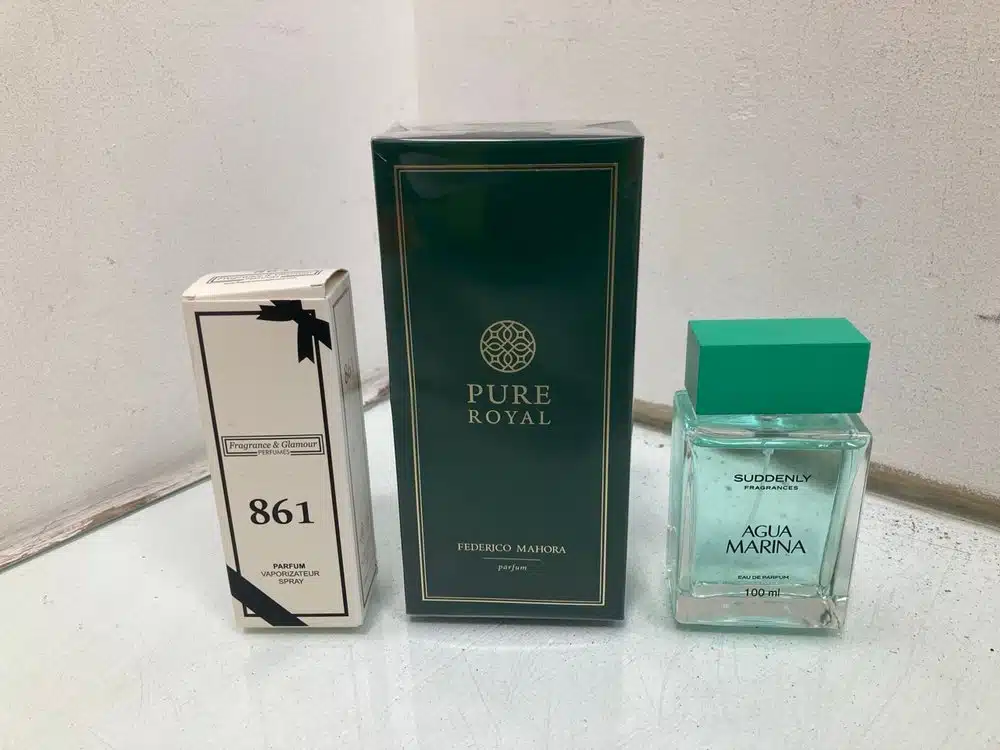 Fragrance & Glamour
PERFUMES
861
PARFUM
VAPORIZATEUR
SPRAY
PURE
ROYAL
FEDERICO MAHORA
parfum
SUDDENLY
FRAGRANCES
AGUA
MARINA
EAU DE PARFUM
100 ml